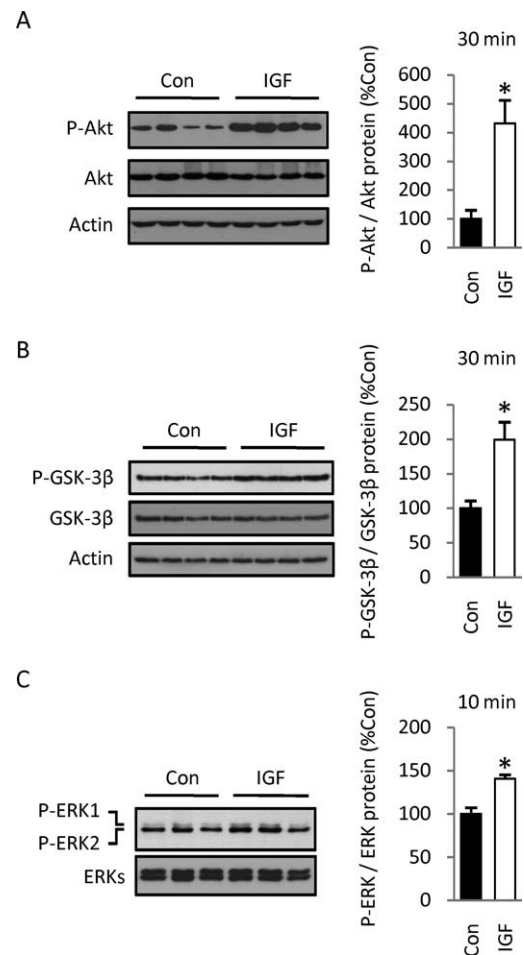 A
Con IGF
P-Akt
Akt
Actin
30 min
P-Akt / Akt protein (%Con)
600
500
400
300
200
100
0
*
Con
IGF
B
Con IGF
P-GSK-3β
GSK-3β
Actin
30 min
P-GSK-3β / GSK-3β protein (%Con)
250
200
150
100
50
0
*
Con
IGF
C
Con IGF
P-ERK1
P-ERK2
ERKs
10 min
P-ERK / ERK protein (%Con)
200
150
100
50
0
*
Con
IGF